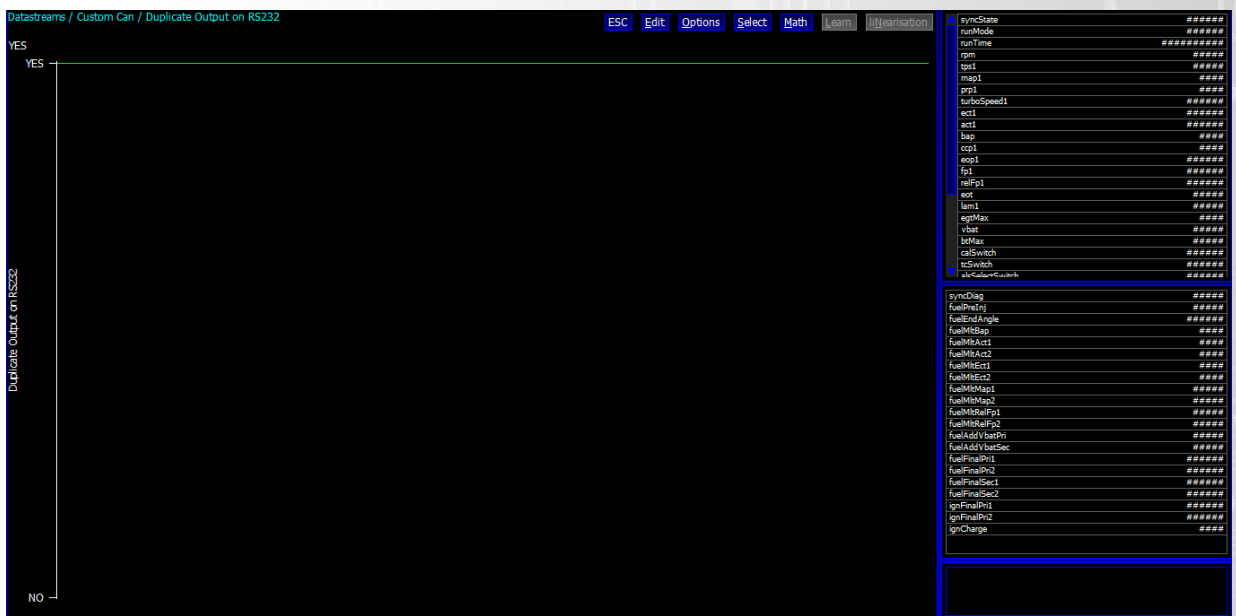 Datastreams / Custom Can / Duplicate Output on RS232
ESC Edit Options Select Math Learn liNearisation
YES
YES
Duplicate Output on RS232
NO
syncState ######
runMode ######
runTime ##########
rpm #####
tps1 #####
map1 ####
prp1 ####
turboSpeed1 ######
ect1 ######
act1 ######
bap ####
ccp1 ####
eop1 ######
fp1 ######
relFp1 ######
eot #####
lam1 #####
egtMax ####
vbat #####
btMax #####
calSwitch ######
tcSwitch ######
alsSelectSwitch ######
syncDiag #####
fuelPreInj #####
fuelEndAngle ######
fuelMltBap ####
fuelMltAct1 ####
fuelMltAct2 ####
fuelMltEct1 ####
fuelMltEct2 ####
fuelMltMap1 #####
fuelMltMap2 #####
fuelMltRelFp1 #####
fuelMltRelFp2 #####
fuelAddVbatPri #####
fuelAddVbatSec #####
fuelFinalPri1 ######
fuelFinalPri2 ######
fuelFinalSec1 ######
fuelFinalSec2 ######
ignFinalPri1 ######
ignFinalPri2 ######
ignCharge ####